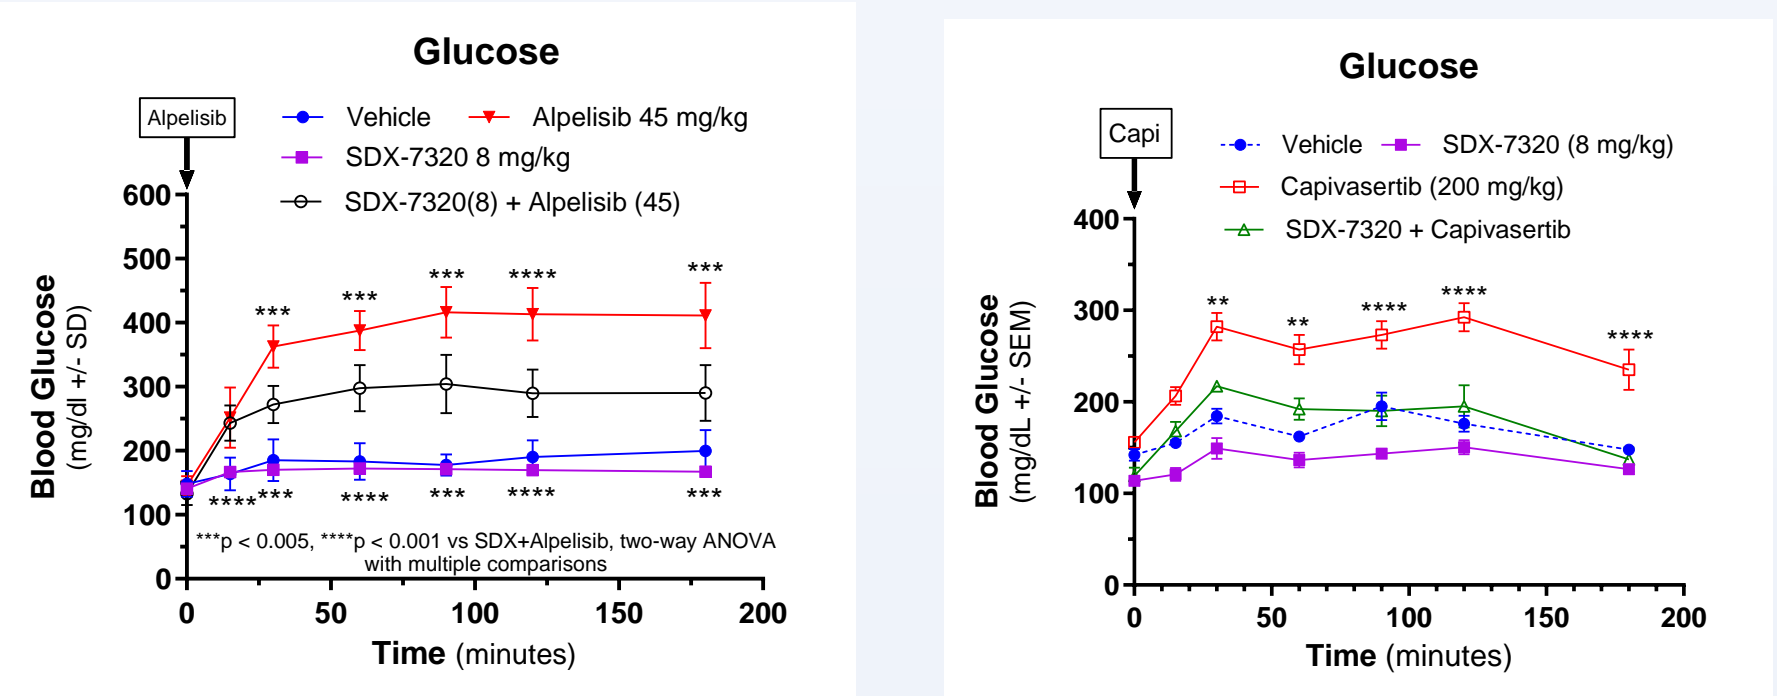 Glucose
Alpelisib
Vehicle
Alpelisib 45 mg/kg
SDX-7320 8 mg/kg
SDX-7320(8) + Alpelisib (45)
600
500
400
300
200
100
0
Blood Glucose
(mg/dl +/- SD)
***
***
***
****
***
****
***
****
***
****
***
***p < 0.005, ****p < 0.001 vs SDX+Alpelisib, two-way ANOVA
with multiple comparisons
0 50 100 150 200
Time (minutes)
Glucose
Capi
Vehicle
SDX-7320 (8 mg/kg)
Capivasertib (200 mg/kg)
SDX-7320 + Capivasertib
400
300
200
100
0
Blood Glucose
(mg/dL +/- SEM)
**
**
****
****
****
0 50 100 150 200
Time (minutes)